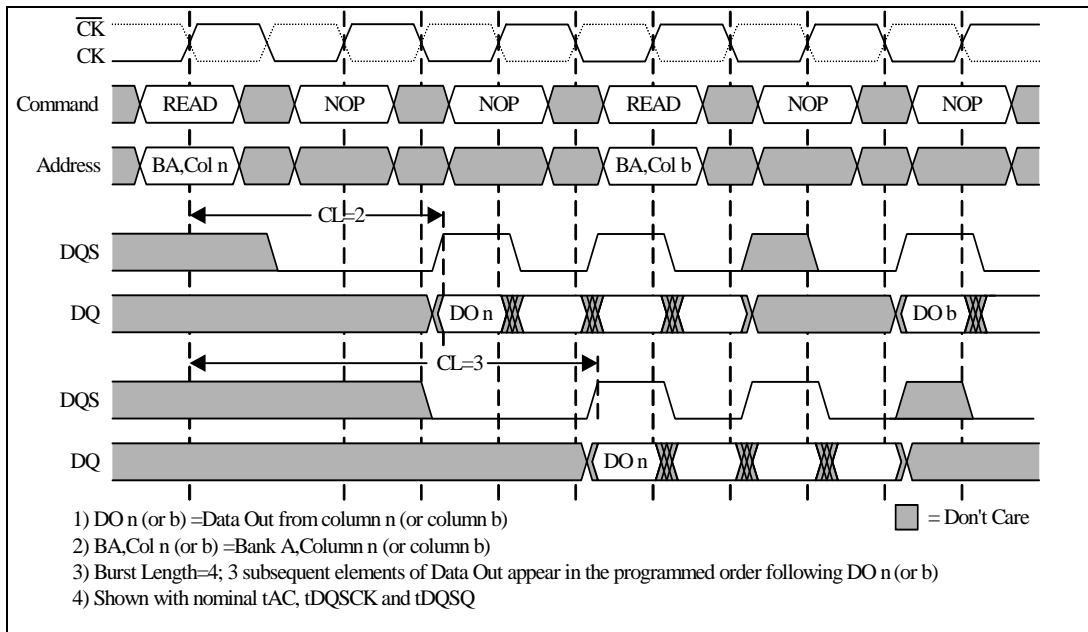 CK
CK
Command READ NOP NOP READ NOP NOP
Address BA,Col n BA,Col b
CL=2
DQS
DQ DO n DO b
CL=3
DQS
DQ DO n
1) DO n (or b) =Data Out from column n (or column b)
= Don't Care
2) BA,Col n (or b) =Bank A,Column n (or column b)
3) Burst Length=4; 3 subsequent elements of Data Out appear in the programmed order following DO n (or b)
4) Shown with nominal tAC, tDQSCK and tDQSQ